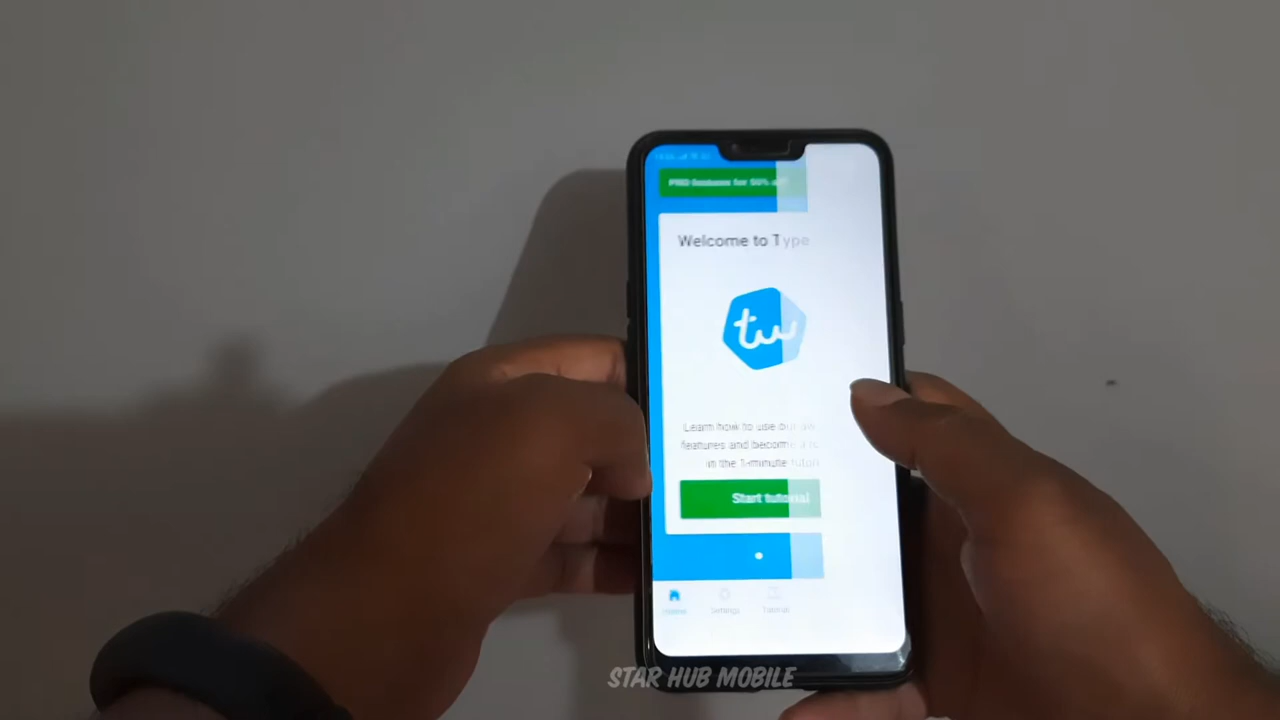 PRO features for 50% off
Welcome to Type
tw
Learn how to use our
features and become a
in the 1-minute tutori
Start tutorial
Home Settings Tutorials
STAR HUB MOBILE